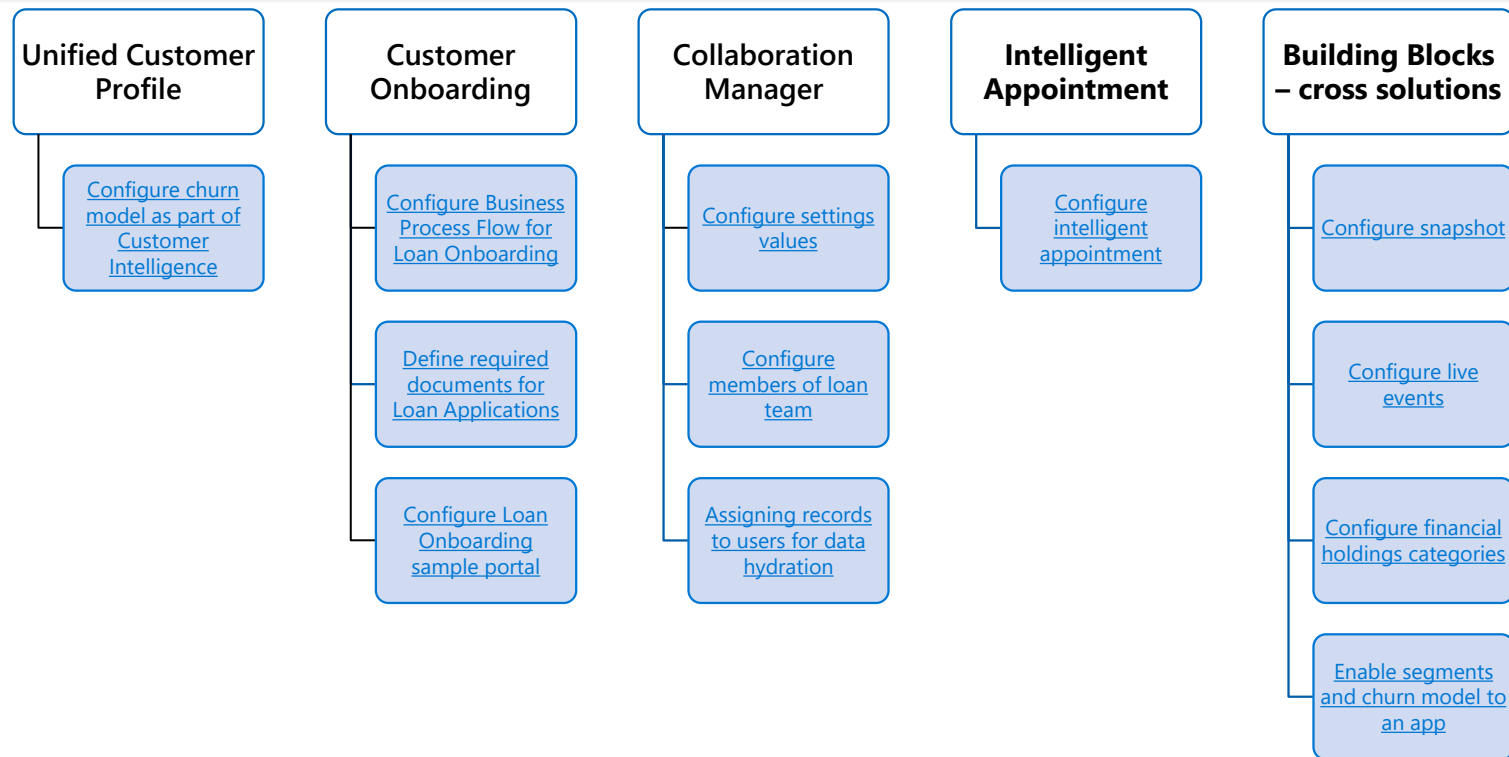 Unified Customer
Profile
Configure churn
model as part of
Customer
Intelligence
Customer
Onboarding
Configure Business
Process Flow for
Loan Onboarding
Define required
documents for
Loan Applications
Configure Loan
Onboarding
sample portal
Collaboration
Manager
Configure settings
values
Configure
members of loan
team
Assigning records
to users for data
hydration
Intelligent
Appointment
Configure
intelligent
appointment
Building Blocks
– cross solutions
Configure snapshot
Configure live
events
Configure financial
holdings categories
Enable segments
and churn model to
an app